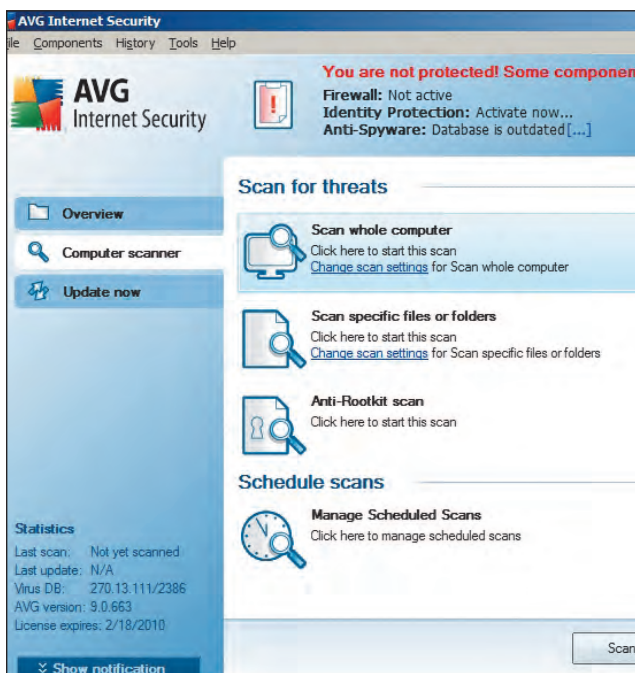 AVG Internet Security
ile Components History Tools Help
AVG
Internet Security
You are not protected! Some componen
Firewall: Not active
Identity Protection: Activate now...
Anti-Spyware: Database is outdated[...]
Overview
Computer scanner
Update now
Scan for threats
Scan whole computer
Click here to start this scan
Change scan settings for Scan whole computer
Scan specific files or folders
Click here to start this scan
Change scan settings for Scan specific files or folders
Anti-Rootkit scan
Click here to start this scan
Schedule scans
Manage Scheduled Scans
Click here to manage scheduled scans
Statistics
Last scan: Not yet scanned
Last update: N/A
Virus DB: 270.13.111/2386
AVG version: 9.0.663
License expires: 2/18/2010
Show notification
Scan